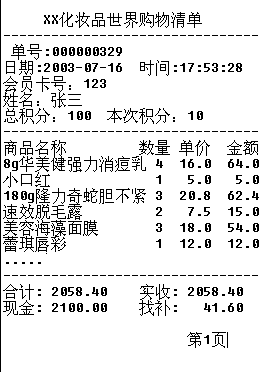 XX化妆品世界购物清单
单号:000000329
日期:2003-07-16 时间:17:53:28
会员卡号: 123
姓名: 张三
总积分: 100 本次积分: 10
商品名称 数量 单价 金额
8g华美健强力消痘乳 4 16.0 64.0
小口红 1 5.0 5.0
180g隆力奇蛇胆不紧 3 20.8 62.4
速效脱毛露 2 7.5 15.0
美容海藻面膜 3 18.0 54.0
蕾琪唇彩 1 12.0 12.0
.....
合计: 2058.40 实收: 2058.40
现金: 2100.00 找补: 41.60
第1页